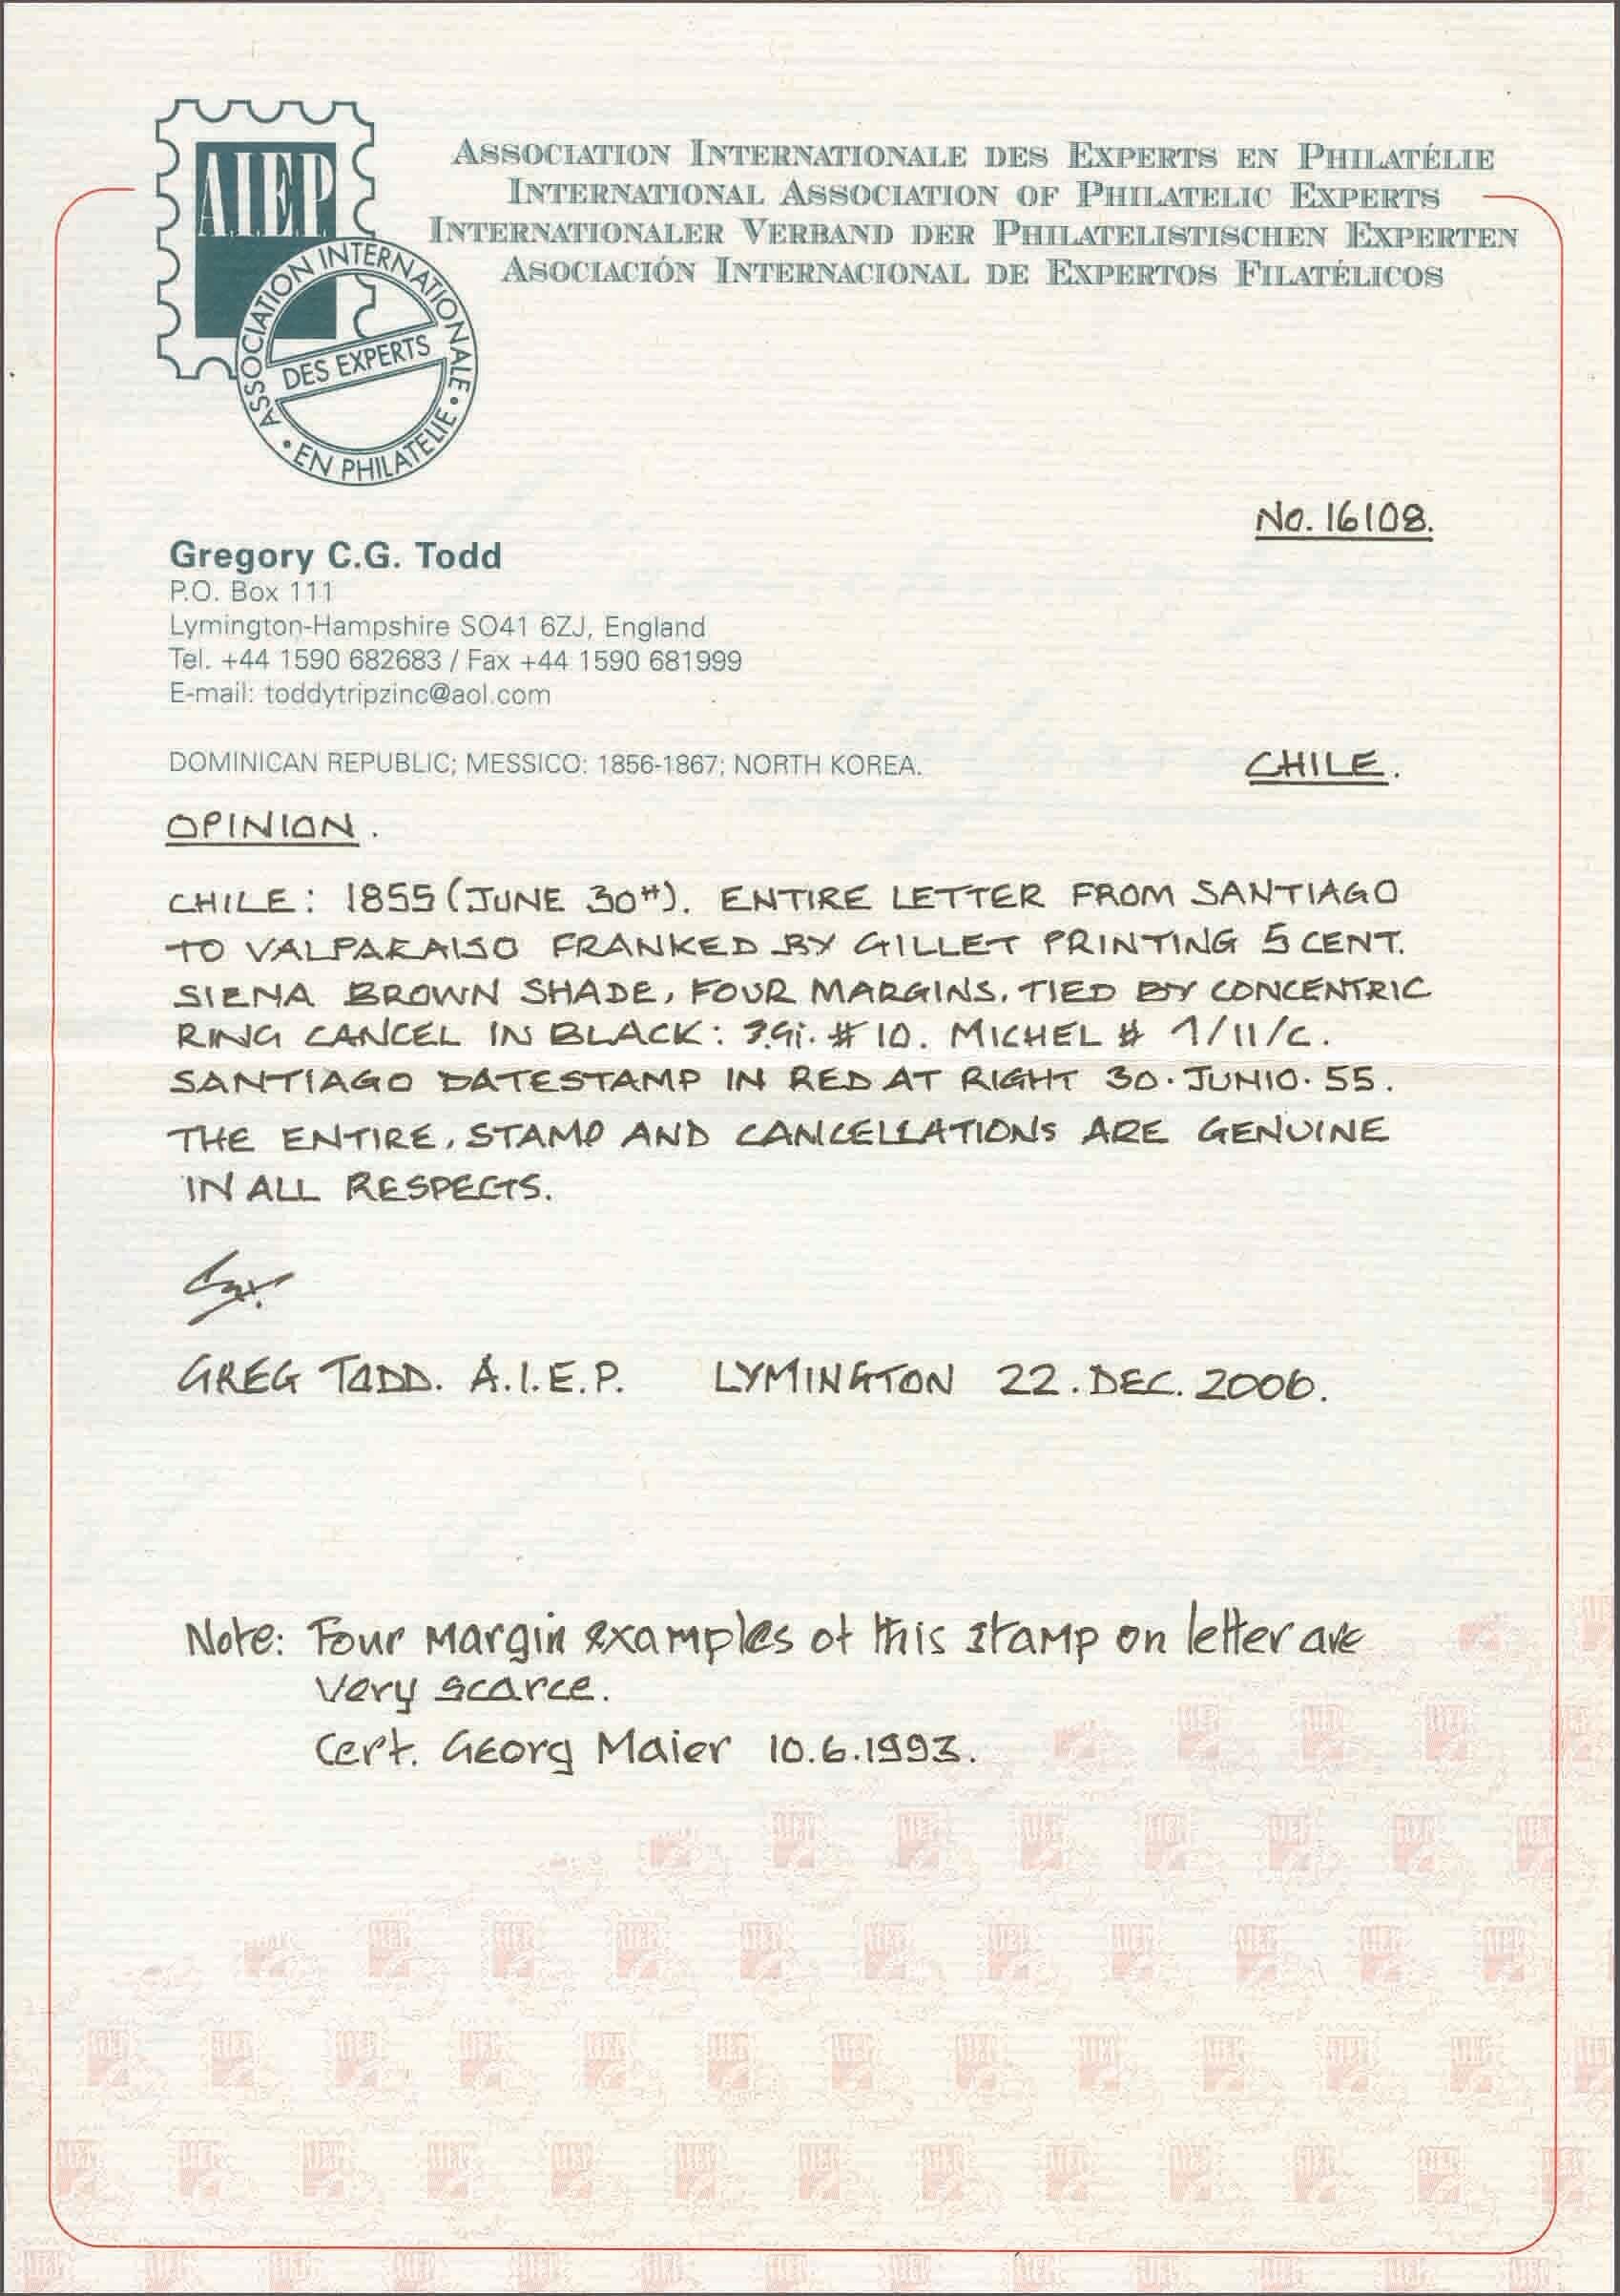 AIEP
ASSOCIATION INTERNATIONALE DES EXPERTS EN PHILATÉLIE
INTERNATIONAL ASSOCIATION OF PHILATELIC EXPERTS
INTERNATIONALER VERBAND DER PHILATELISTISCHEN EXPERTEN
ASOCIACIÓN INTERNACIONAL DE EXPERTOS FILATÉLICOS
ASSOCIATION INTERNATIONALE •
DES EXPERTS
• EN PHILATELIE
No. 16108.
Gregory C.G. Todd
P.O. Box 111
Lymington-Hampshire SO41 6ZJ, England
Tel. +44 1590 682683 / Fax +44 1590 681999
E-mail: toddytripzinc@aol.com
DOMINICAN REPUBLIC; MESSICO: 1856-1867; NORTH KOREA.
CHILE.
OPINION.
CHILE: 1855 (JUNE 30th). ENTIRE LETTER FROM SANTIAGO
TO VALPARAISO FRANKED BY GILLET PRINTING 5 CENT.
SIENA BROWN SHADE, FOUR MARGINS, TIED BY CONCENTRIC
RING CANCEL IN BLACK: # 10. MICHEL # 1/II/C.
SANTIAGO DATESTAMP IN RED AT RIGHT 30. JUNIO. 55.
THE ENTIRE, STAMP AND CANCELLATIONS ARE GENUINE
IN ALL RESPECTS.
GREG TODD. A.I.E.P. LYMINGTON 22. DEC. 2006.
Note: Four Margin examples of this stamp on letter are
Very scarce.
Cert. Georg Maier 10.6.1993.